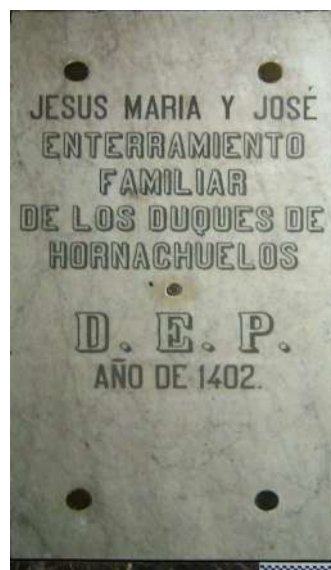 JESUS MARIA Y JOSÉ
ENTERRAMIENTO
FAMILIAR
DE LOS DUQUES DE
HORNACHUELOS
D. E. P.
AÑO DE 1402.